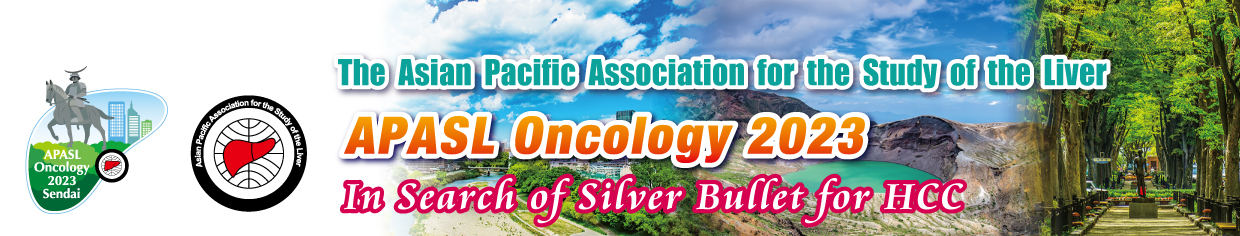 APASL
Oncology
2023
Sendai
Asian Pacific Association for the Study of the Liver
The Asian Pacific Association for the Study of the Liver
APASL Oncology 2023
In Search of Silver Bullet for HCC